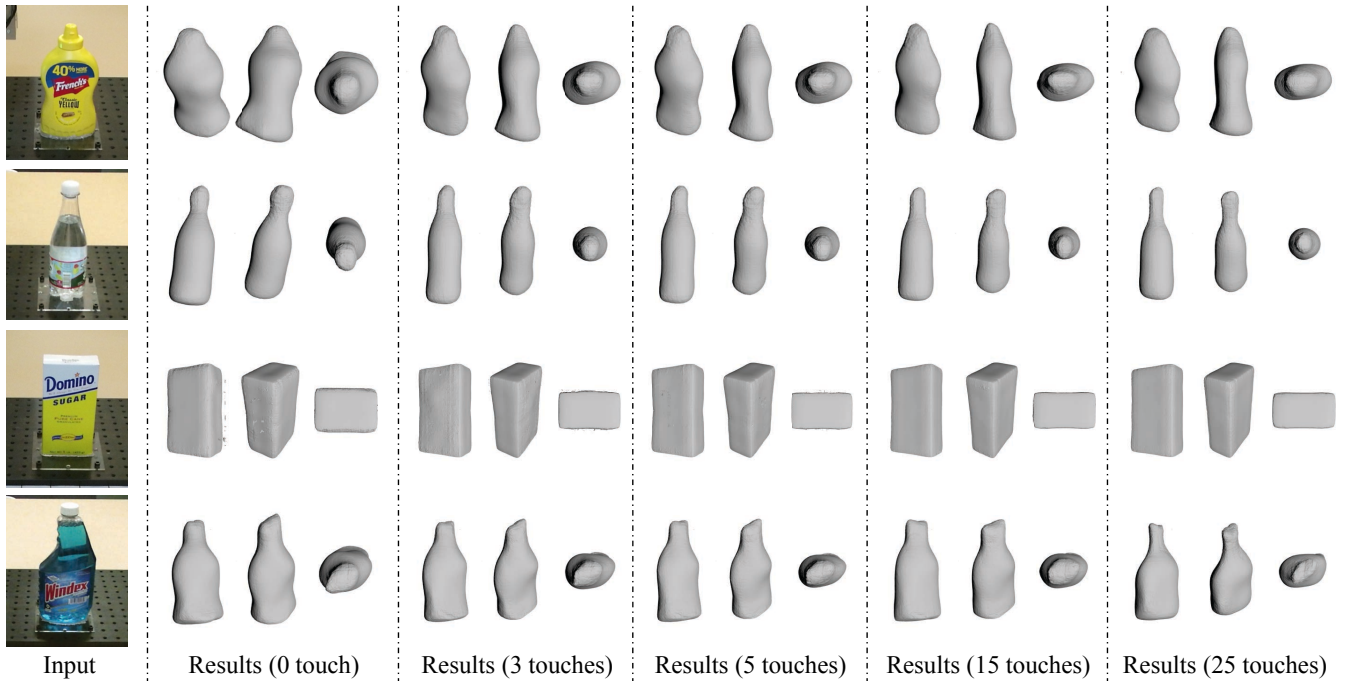 40% MORE
French's
YELLOW
Domino
SUGAR
Windex
Input
Results (0 touch)
Results (3 touches)
Results (5 touches)
Results (15 touches)
Results (25 touches)